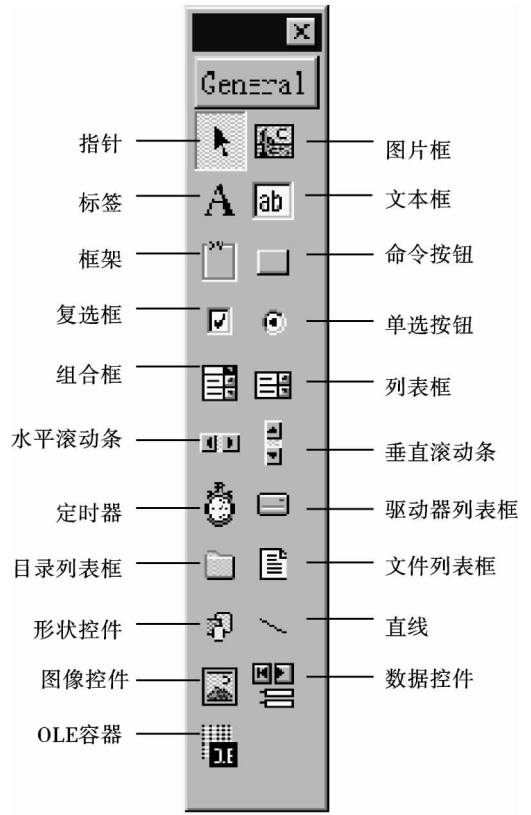 General
指针
图片框
标签
A
ab
文本框
框架
命令按钮
复选框
单选按钮
组合框
列表框
水平滚动条
垂直滚动条
定时器
驱动器列表框
目录列表框
文件列表框
形状控件
直线
图像控件
数据控件
OLE容器